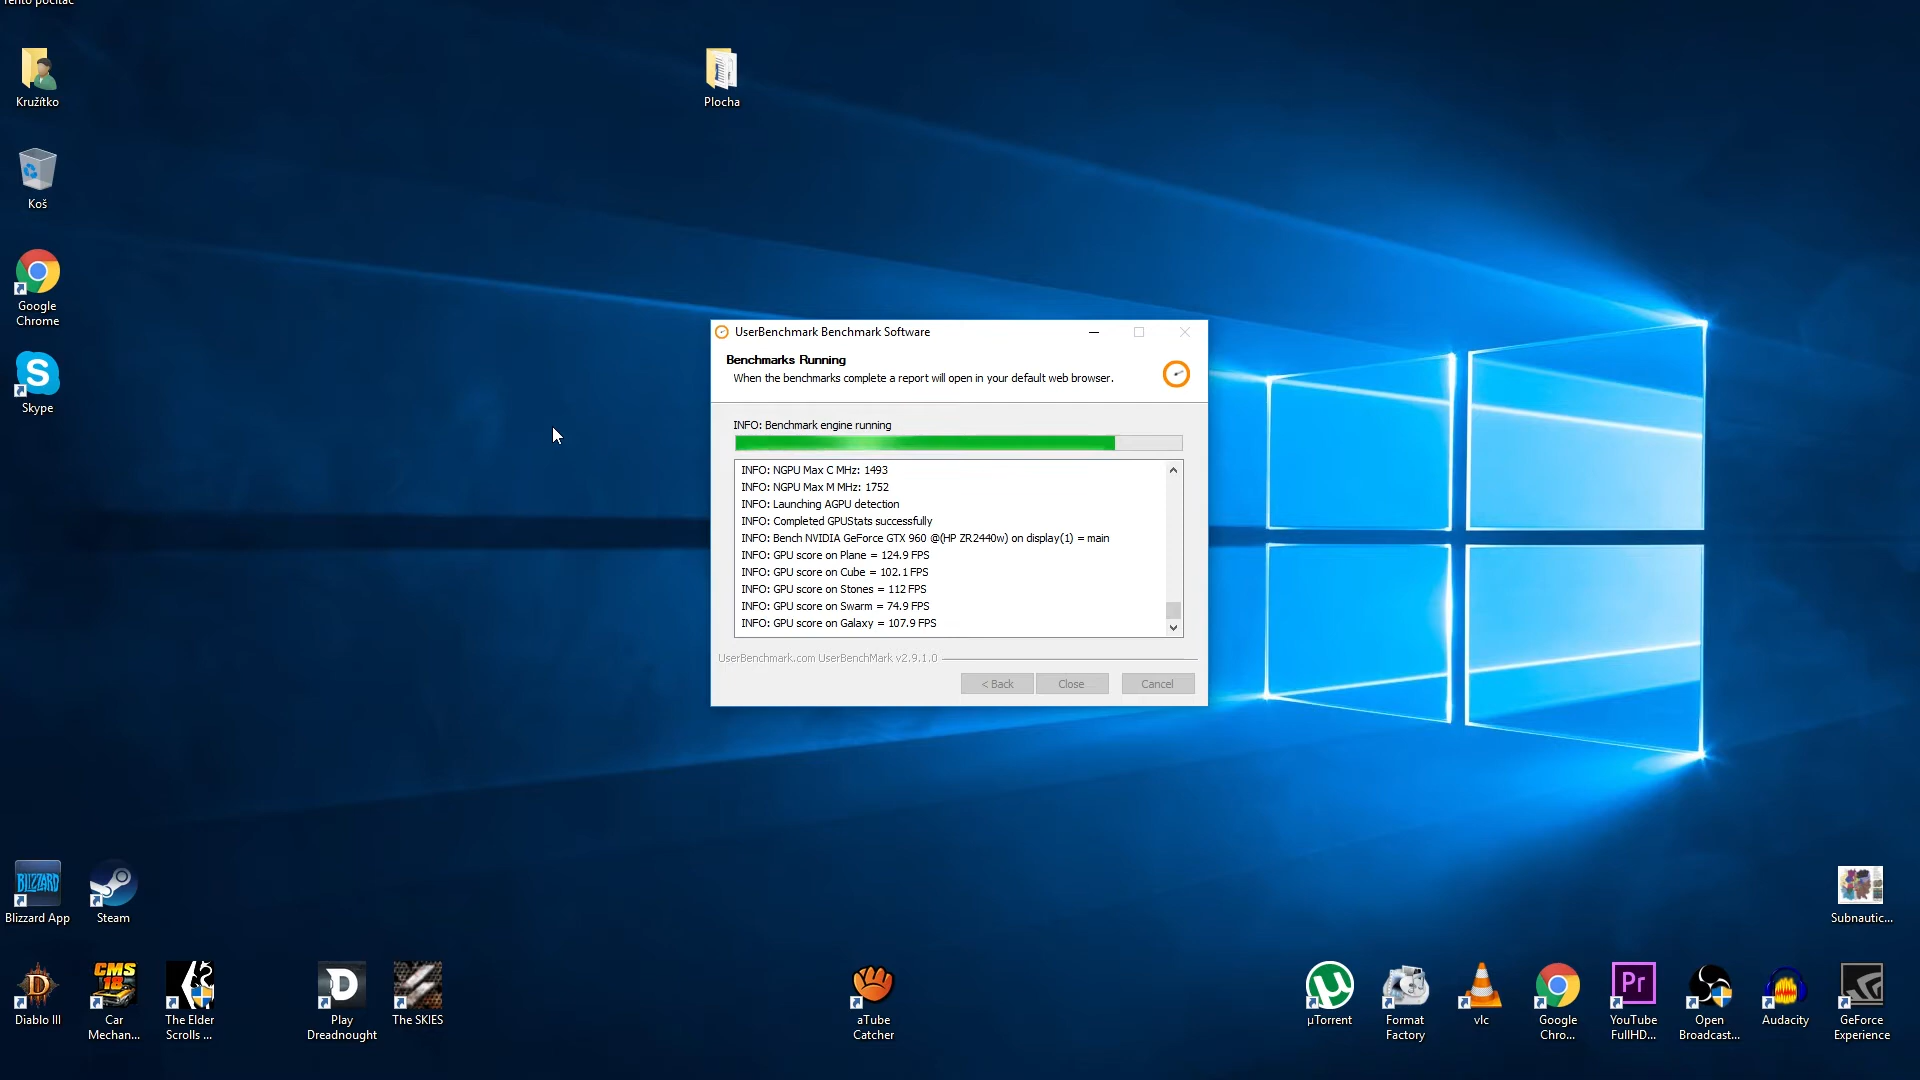 Tento počítač
Kružítko
Plocha
Koš
Google
Chrome
Skype
UserBenchmark Benchmark Software
Benchmarks Running
When the benchmarks complete a report will open in your default web browser.
INFO: Benchmark engine running
INFO: NGPU Max C MHz: 1493
INFO: NGPU Max M MHz: 1752
INFO: Launching AGPU detection
INFO: Completed GPUStats successfully
INFO: Bench NVIDIA GeForce GTX 960 @(HP ZR2440w) on display(1) = main
INFO: GPU score on Plane = 124.9 FPS
INFO: GPU score on Cube = 102.1 FPS
INFO: GPU score on Stones = 112 FPS
INFO: GPU score on Swarm = 74.9 FPS
INFO: GPU score on Galaxy = 107.9 FPS
UserBenchmark.com UserBenchMark v2.9.1.0
< Back
Close
Cancel
BLIZZARD
Blizzard App
Steam
Subnautic...
CMS
18
Pr
Diablo III
Car
Mechan...
The Elder
Scrolls ...
Play
Dreadnought
The SKIES
aTube
Catcher
µTorrent
Format
Factory
vlc
Google
Chro...
YouTube
FullHD...
Open
Broadcast...
Audacity
GeForce
Experience